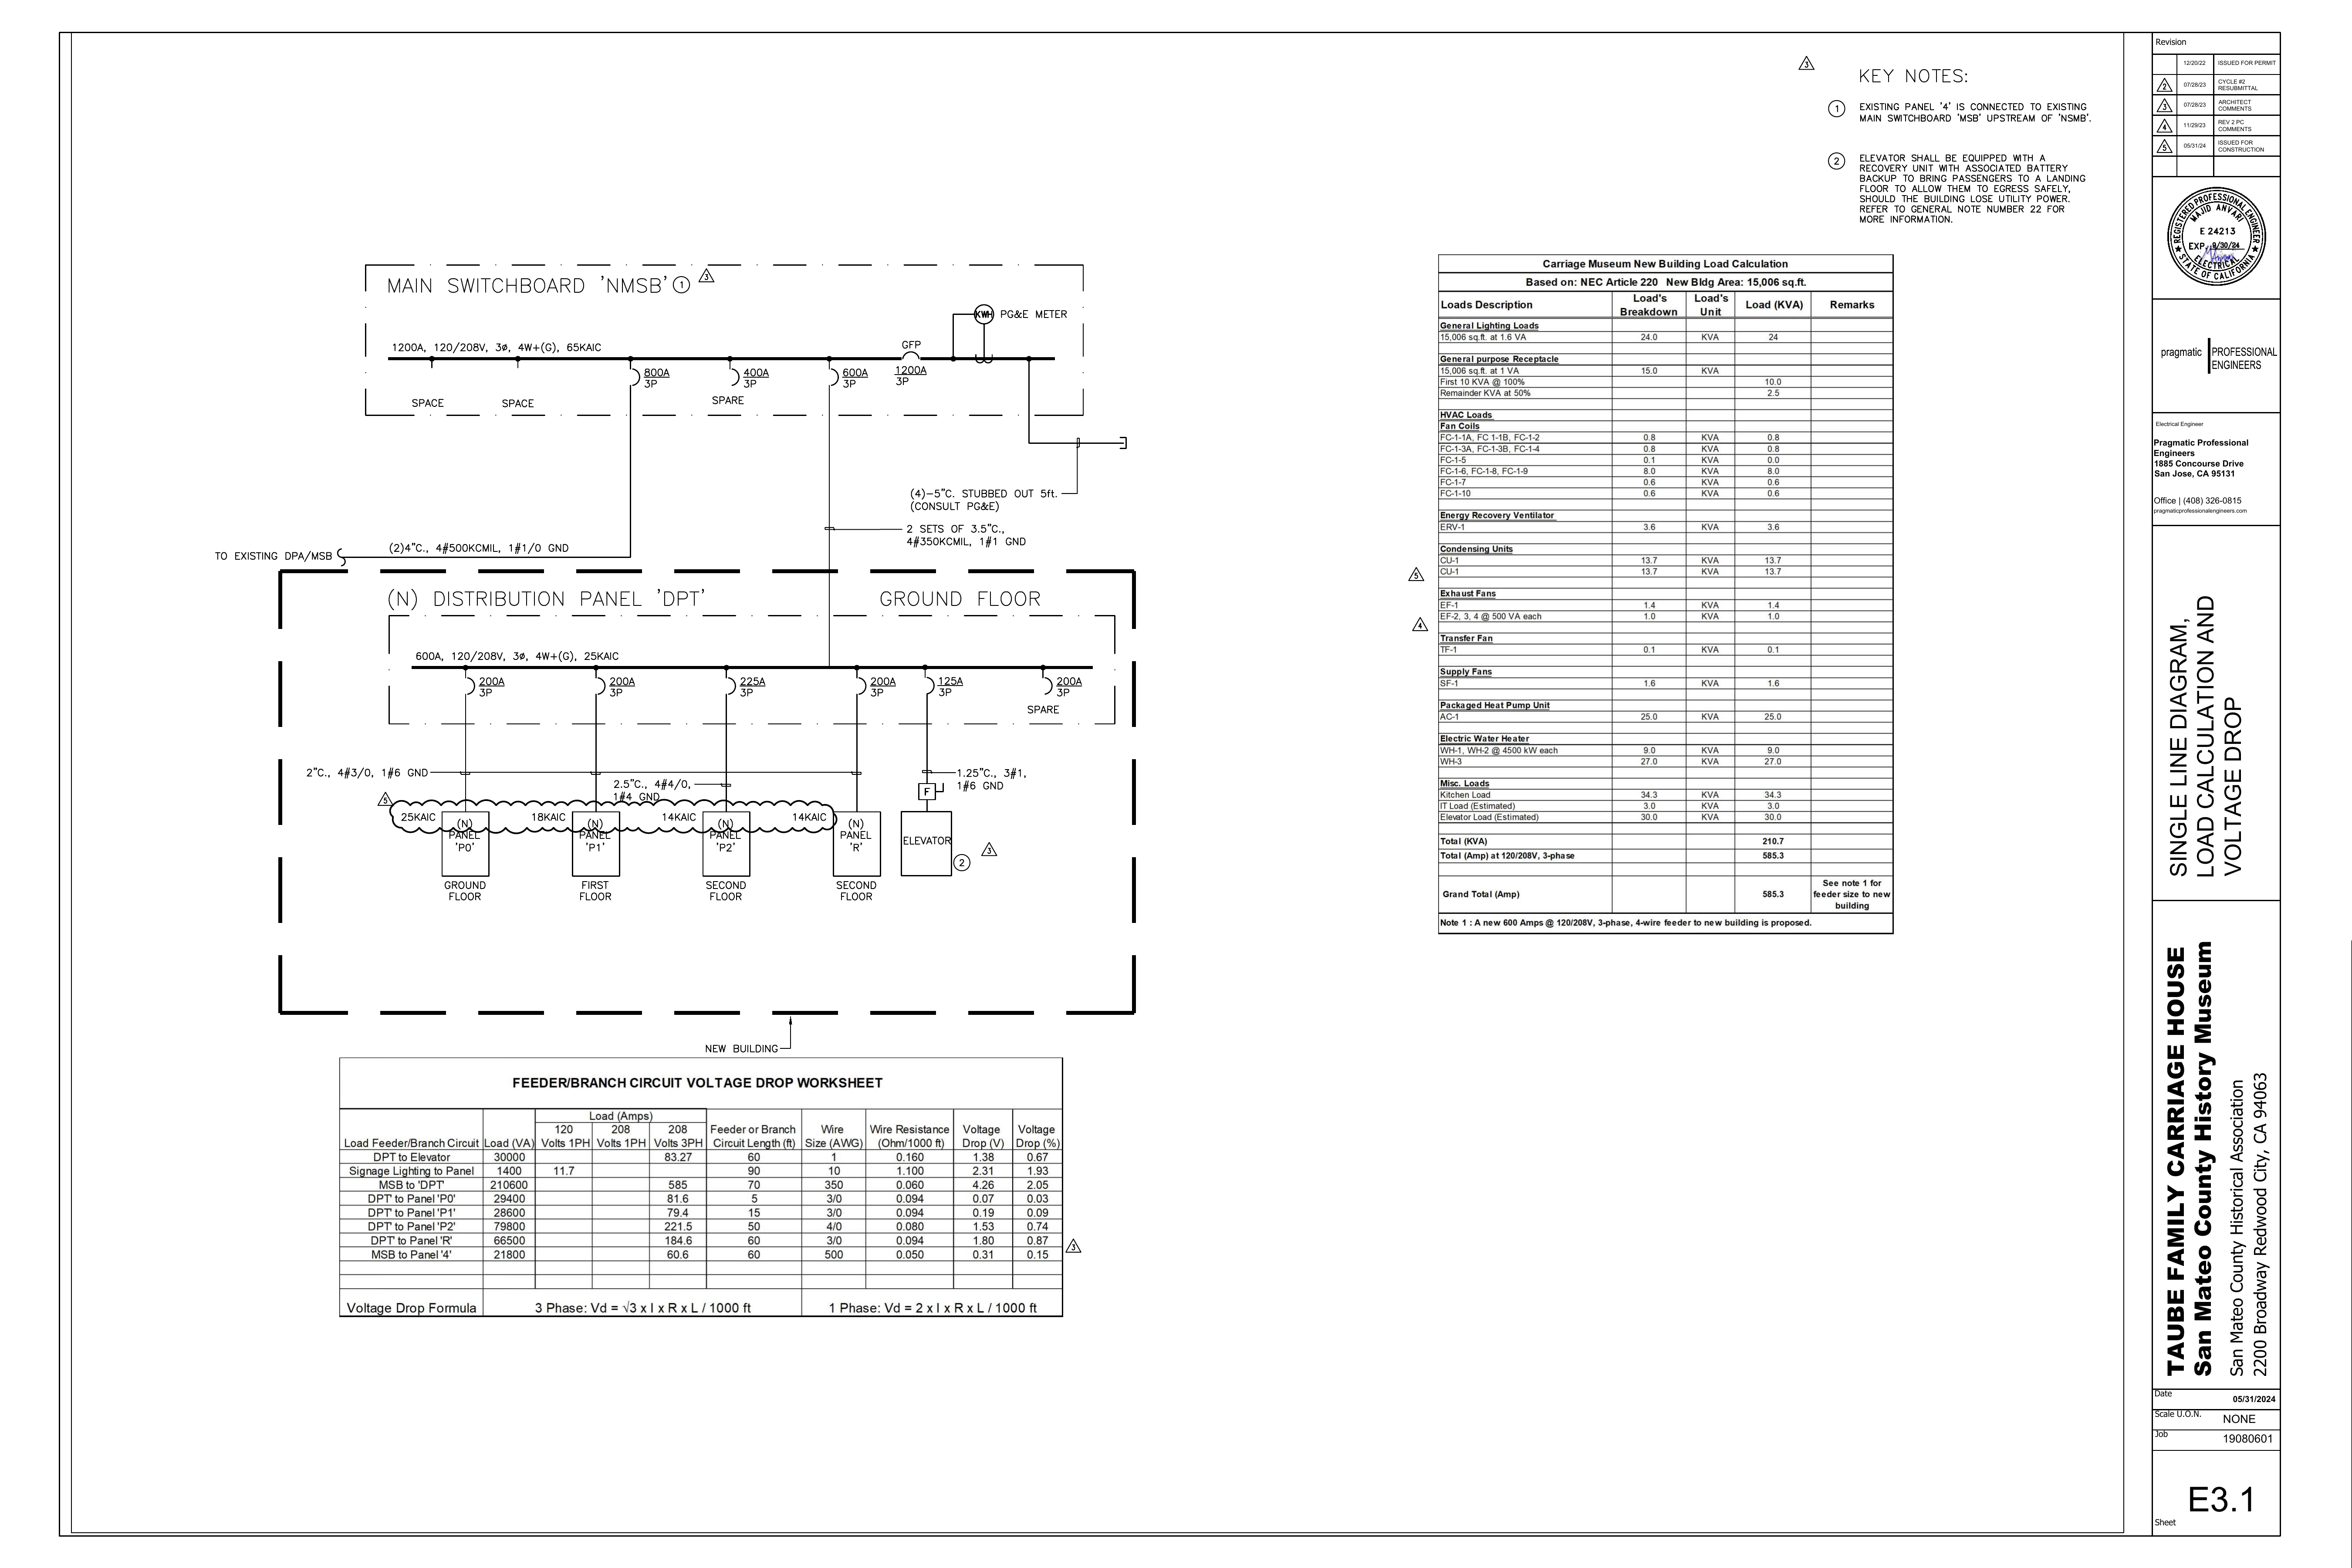 KEY NOTES:
3
1 EXISTING PANEL '4' IS CONNECTED TO EXISTING
MAIN SWITCHBOARD 'MSB' UPSTREAM OF 'NSMB'.
2 ELEVATOR SHALL BE EQUIPPED WITH A
RECOVERY UNIT WITH ASSOCIATED BATTERY
BACKUP TO BRING PASSENGERS TO A LANDING
FLOOR TO ALLOW THEM TO EGRESS SAFELY,
SHOULD THE BUILDING LOSE UTILITY POWER.
REFER TO GENERAL NOTE NUMBER 22 FOR
MORE INFORMATION.
MAIN SWITCHBOARD 'NMSB' 1 3
KWH PG&E METER
1200A, 120/208V, 3ø, 4W+(G), 65KAIC
GFP
800A
3P
400A
3P
600A
3P
1200A
3P
SPACE
SPACE
SPARE
(4)-5"C. STUBBED OUT 5ft.
(CONSULT PG&E)
2 SETS OF 3.5"C.,
4#350KCMIL, 1#1 GND
TO EXISTING DPA/MSB
(2)4"C., 4#500KCMIL, 1#1/0 GND
(N) DISTRIBUTION PANEL 'DPT'
GROUND FLOOR
600A, 120/208V, 3ø, 4W+(G), 25KAIC
200A
3P
200A
3P
225A
3P
200A
3P
125A
3P
200A
3P
SPARE
2"C., 4#3/0, 1#6 GND
2.5"C., 4#4/0,
1#4 GND
1.25"C., 3#1,
1#6 GND
F
5
25KAIC
18KAIC
14KAIC
14KAIC
(N)
PANEL
'P0'
(N)
PANEL
'P1'
(N)
PANEL
'P2'
(N)
PANEL
'R'
ELEVATOR
2
3
GROUND
FLOOR
FIRST
FLOOR
SECOND
FLOOR
SECOND
FLOOR
NEW BUILDING
FEEDER/BRANCH CIRCUIT VOLTAGE DROP WORKSHEET
Load (Amps)
120 208 208 Feeder or Branch Wire Wire Resistance Voltage Voltage
Load Feeder/Branch Circuit Load (VA) Volts 1PH Volts 1PH Volts 3PH Circuit Length (ft) Size (AWG) (Ohm/1000 ft) Drop (V) Drop (%)
DPT to Elevator 30000 83.27 60 1 0.160 1.38 0.67
Signage Lighting to Panel 1400 11.7 90 10 1.100 2.31 1.93
MSB to 'DPT' 210600 585 70 350 0.060 4.26 2.05
DPT' to Panel 'P0' 29400 81.6 5 3/0 0.094 0.07 0.03
DPT' to Panel 'P1' 28600 79.4 15 3/0 0.094 0.19 0.09
DPT' to Panel 'P2' 79800 221.5 50 4/0 0.080 1.53 0.74
DPT' to Panel 'R' 66500 184.6 60 3/0 0.094 1.80 0.87
MSB to Panel '4' 21800 60.6 60 500 0.050 0.31 0.15
3
Voltage Drop Formula 3 Phase: Vd = √3 x I x R x L / 1000 ft 1 Phase: Vd = 2 x I x R x L / 1000 ft
Carriage Museum New Building Load Calculation
Based on: NEC Article 220 New Bldg Area: 15,006 sq.ft.
Loads Description Load's Breakdown Load's Unit Load (KVA) Remarks
General Lighting Loads
15,006 sq.ft. at 1.6 VA 24.0 KVA 24
General purpose Receptacle
15,006 sq.ft. at 1 VA 15.0 KVA
First 10 KVA @ 100% 10.0
Remainder KVA at 50% 2.5
HVAC Loads
Fan Coils
FC-1-1A, FC 1-1B, FC-1-2 0.8 KVA 0.8
FC-1-3A, FC-1-3B, FC-1-4 0.8 KVA 0.8
FC-1-5 0.1 KVA 0.0
FC-1-6, FC-1-8, FC-1-9 8.0 KVA 8.0
FC-1-7 0.6 KVA 0.6
FC-1-10 0.6 KVA 0.6
Energy Recovery Ventilator
ERV-1 3.6 KVA 3.6
Condensing Units
CU-1 13.7 KVA 13.7
5 CU-1 13.7 KVA 13.7
Exhaust Fans
EF-1 1.4 KVA 1.4
4 EF-2, 3, 4 @ 500 VA each 1.0 KVA 1.0
Transfer Fan
TF-1 0.1 KVA 0.1
Supply Fans
SF-1 1.6 KVA 1.6
Packaged Heat Pump Unit
AC-1 25.0 KVA 25.0
Electric Water Heater
WH-1, WH-2 @ 4500 kW each 9.0 KVA 9.0
WH-3 27.0 KVA 27.0
Misc. Loads
Kitchen Load 34.3 KVA 34.3
IT Load (Estimated) 3.0 KVA 3.0
Elevator Load (Estimated) 30.0 KVA 30.0
Total (KVA) 210.7
Total (Amp) at 120/208V, 3-phase 585.3
Grand Total (Amp) 585.3 See note 1 for feeder size to new building
Note 1 : A new 600 Amps @ 120/208V, 3-phase, 4-wire feeder to new building is proposed.
Revision
12/20/22 ISSUED FOR PERMIT
2 07/28/23 CYCLE #2 RESUBMITTAL
3 07/28/23 ARCHITECT COMMENTS
4 11/29/23 REV 2 PC COMMENTS
5 05/31/24 ISSUED FOR CONSTRUCTION
REGISTERED PROFESSIONAL ENGINEER
MAJID ANVARI
E 24213
EXP. 9/30/24
ELECTRICAL
STATE OF CALIFORNIA
pragmatic PROFESSIONAL
ENGINEERS
Electrical Engineer
Pragmatic Professional
Engineers
1885 Concourse Drive
San Jose, CA 95131
Office | (408) 326-0815
pragmaticprofessionalengineers.com
SINGLE LINE DIAGRAM,
LOAD CALCULATION AND
VOLTAGE DROP
TAUBE FAMILY CARRIAGE HOUSE
San Mateo County History Museum
San Mateo County Historical Association
2200 Broadway Redwood City, CA 94063
Date
05/31/2024
Scale U.O.N.
NONE
Job
19080601
E3.1
Sheet